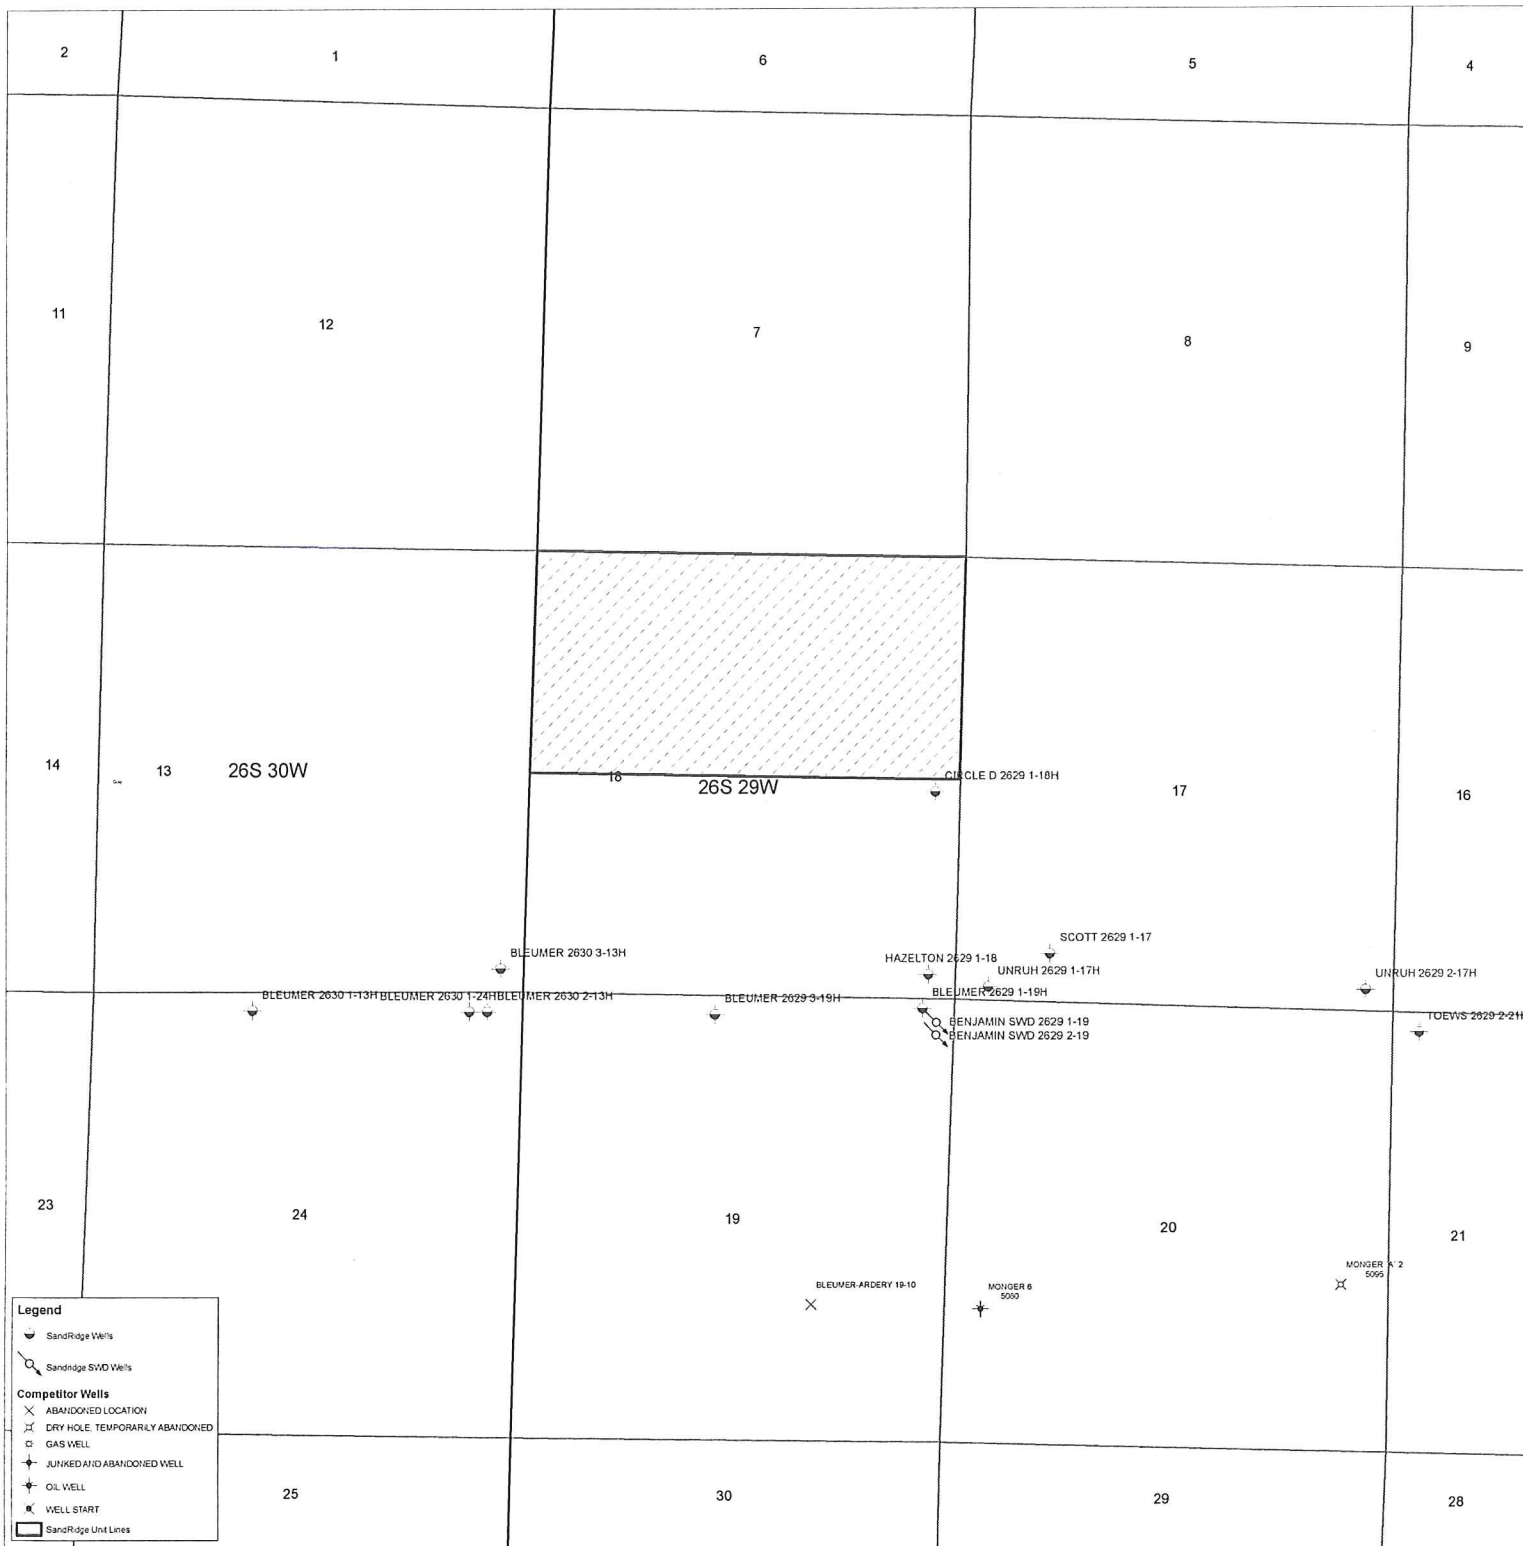 2
1
6
5
4
11
12
7
8
9
14
13
26S 30W
18
26S 29W
CIRCLE D 2629 1-18H
17
16
BLEUMER 2630 3-13H
HAZELTON 2629 1-18
SCOTT 2629 1-17
UNRUH 2629 1-17H
UNRUH 2629 2-17H
BLEUMER 2630 1-13H
BLEUMER 2630 1-24H
BLEUMER 2630 2-13H
BLEUMER 2629 3-19H
BLEUMER 2629 1-19H
BENJAMIN SWD 2629 1-19
BENJAMIN SWD 2629 2-19
TOEWS 2629 2-21H
23
24
19
20
21
BLEUMER-ARDERY 19-10
MONGER 6
5060
MONGER 'A' 2
5095
Legend
SandRidge Wells
Sandridge SWD Wells
Competitor Wells
ABANDONED LOCATION
DRY HOLE, TEMPORARILY ABANDONED
GAS WELL
JUNKED AND ABANDONED WELL
OIL WELL
WELL START
SandRidge Unit Lines
25
30
29
28